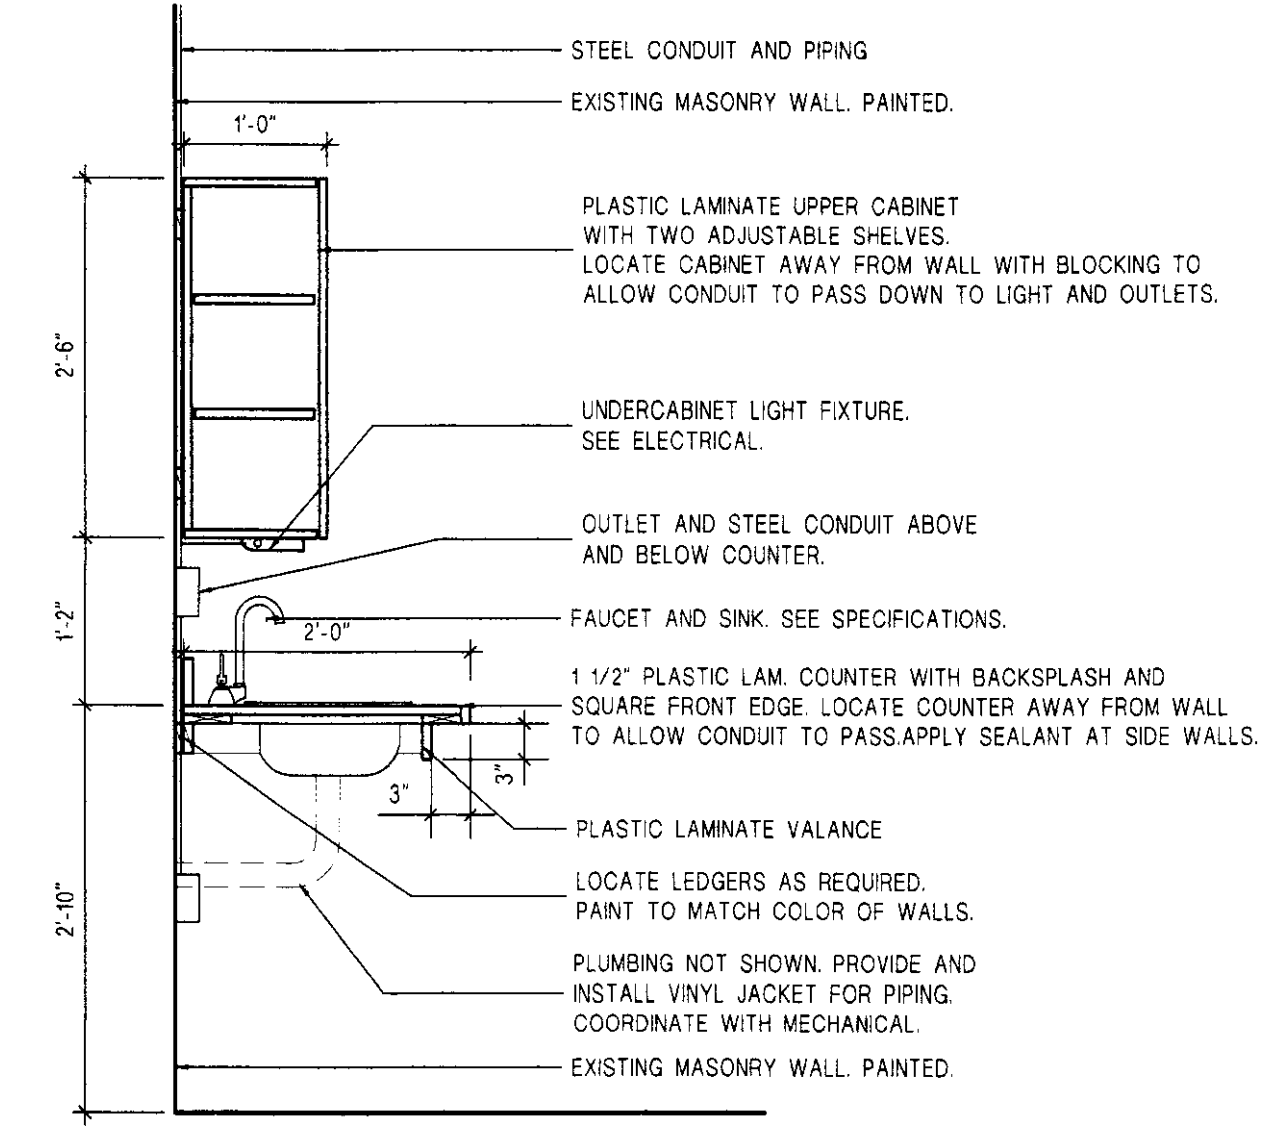 STEEL CONDUIT AND PIPING
EXISTING MASONRY WALL. PAINTED.
1'-0"
PLASTIC LAMINATE UPPER CABINET
WITH TWO ADJUSTABLE SHELVES.
LOCATE CABINET AWAY FROM WALL WITH BLOCKING TO
ALLOW CONDUIT TO PASS DOWN TO LIGHT AND OUTLETS.
2'-6"
UNDERCABINET LIGHT FIXTURE.
SEE ELECTRICAL.
OUTLET AND STEEL CONDUIT ABOVE
AND BELOW COUNTER.
1'-2"
FAUCET AND SINK. SEE SPECIFICATIONS.
2'-0"
1 1/2" PLASTIC LAM. COUNTER WITH BACKSPLASH AND
SQUARE FRONT EDGE. LOCATE COUNTER AWAY FROM WALL
TO ALLOW CONDUIT TO PASS.APPLY SEALANT AT SIDE WALLS.
3"
3"
PLASTIC LAMINATE VALANCE
LOCATE LEDGERS AS REQUIRED.
PAINT TO MATCH COLOR OF WALLS.
2'-10"
PLUMBING NOT SHOWN. PROVIDE AND
INSTALL VINYL JACKET FOR PIPING.
COORDINATE WITH MECHANICAL.
EXISTING MASONRY WALL. PAINTED.